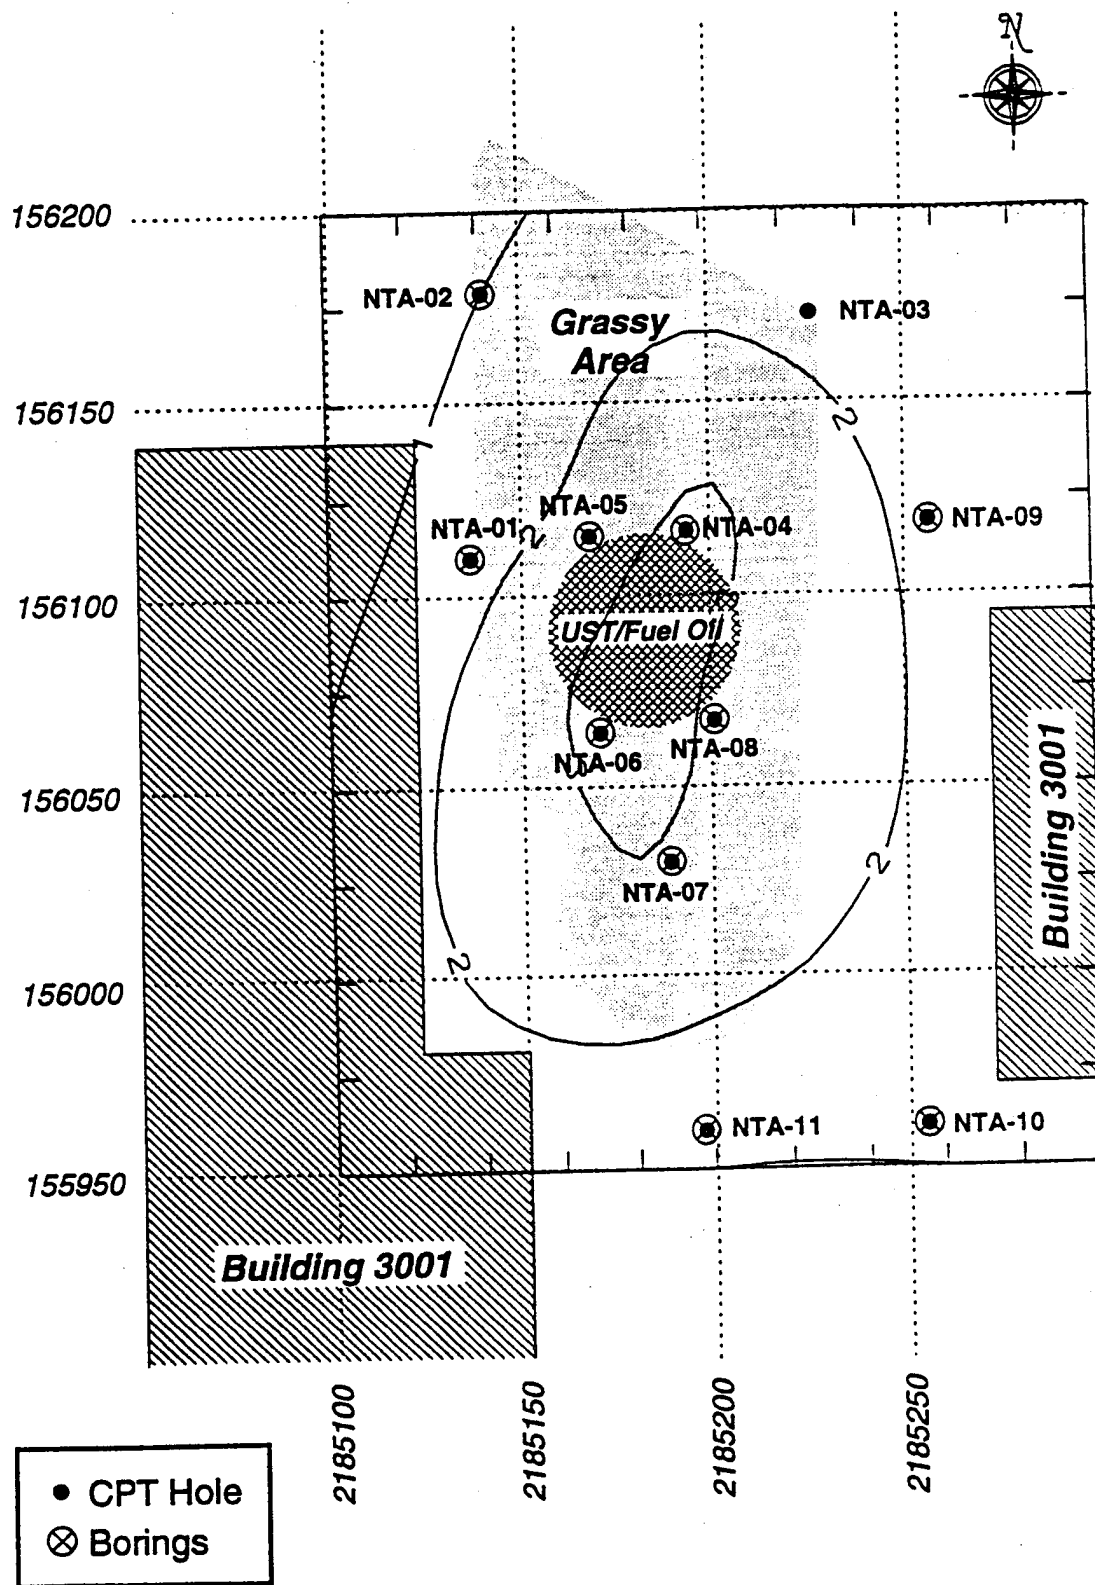 N
156200
NTA-02
NTA-03
Grassy
Area
156150
2
1
NTA-05
NTA-01
2
NTA-04
NTA-09
156100
UST/Fuel Oil
NTA-08
NTA-06
Building 3001
156050
2
NTA-07
2
156000
NTA-11
NTA-10
155950
Building 3001
2185100
2185150
2185200
2185250
CPT Hole
Borings